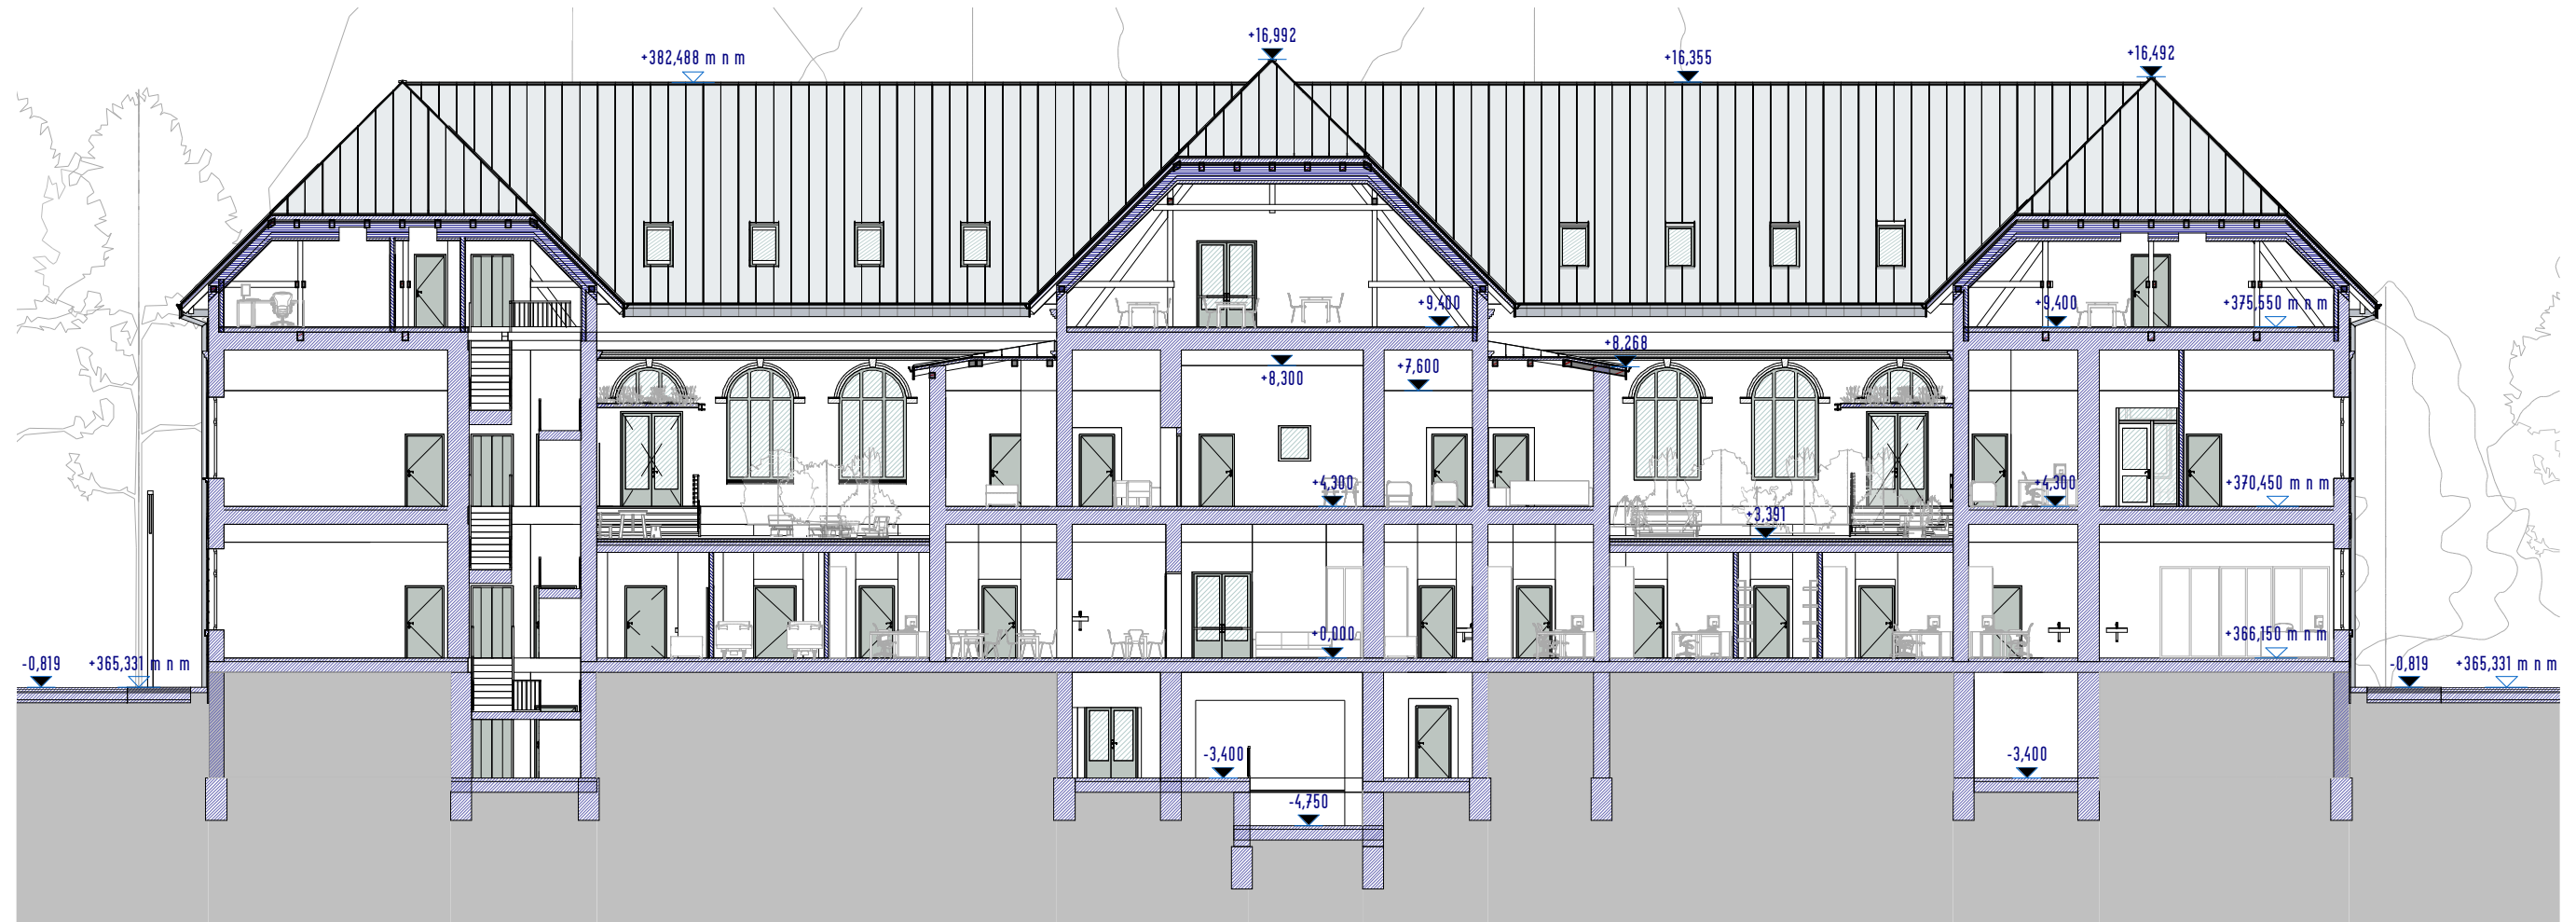 +16,992
+16,492
+382,488 m n m
+16,355
+9,400
+9,400
+375,550 m n m
+8,268
+7,600
+8,300
+4,300
+4,300
+370,450 m n m
+3,391
+0,000
+366,150 m n m
-0,819
+365,331 m n m
-0,819
+365,331 m n m
-3,400
-3,400
-4,750